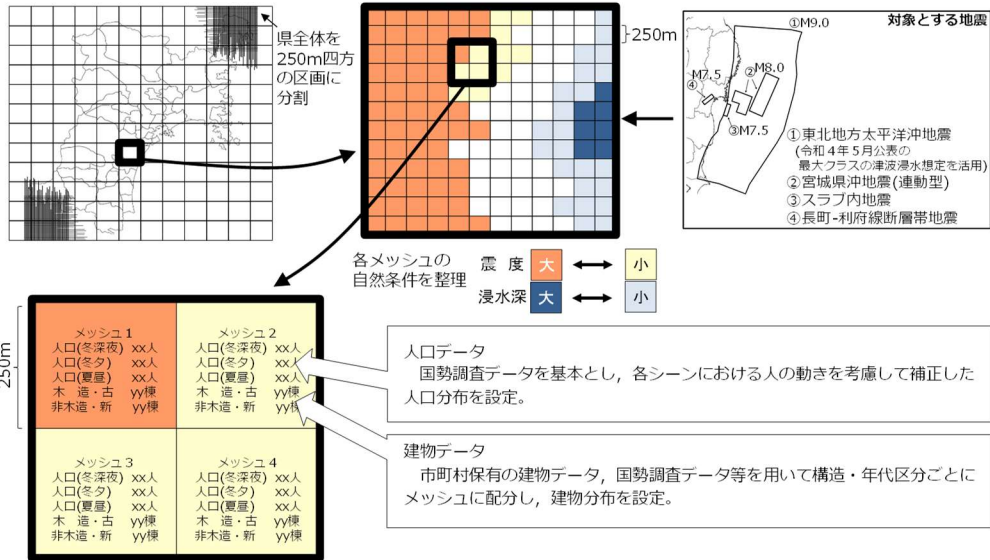 県全体を
250m四方
の区画に
分割
250m
対象とする地震
①M9.0
M8.0
②
M7.5
④
③M7.5
①東北地方太平洋沖地震
(令和4年5月公表の
最大クラスの津波浸水想定を活用)
②宮城県沖地震(連動型)
③スラブ内地震
④長町-利府線断層帯地震
各メッシュの
自然条件を整理
震 度 大 小
浸水深 大 小
250m
メッシュ1
人口(冬深夜) xx人
人口(冬夕) xx人
人口(夏昼) xx人
木 造・古 yy棟
非木造・新 yy棟
メッシュ2
人口(冬深夜) xx人
人口(冬夕) xx人
人口(夏昼) xx人
木 造・古 yy棟
非木造・新 yy棟
メッシュ3
人口(冬深夜) xx人
人口(冬夕) xx人
人口(夏昼) xx人
木 造・古 yy棟
非木造・新 yy棟
メッシュ4
人口(冬深夜) xx人
人口(冬夕) xx人
人口(夏昼) xx人
木 造・古 yy棟
非木造・新 yy棟
人口データ
国勢調査データを基本とし，各シーンにおける人の動きを考慮して補正した
人口分布を設定。
建物データ
市町村保有の建物データ，国勢調査データ等を用いて構造・年代区分ごとに
メッシュに配分し，建物分布を設定。